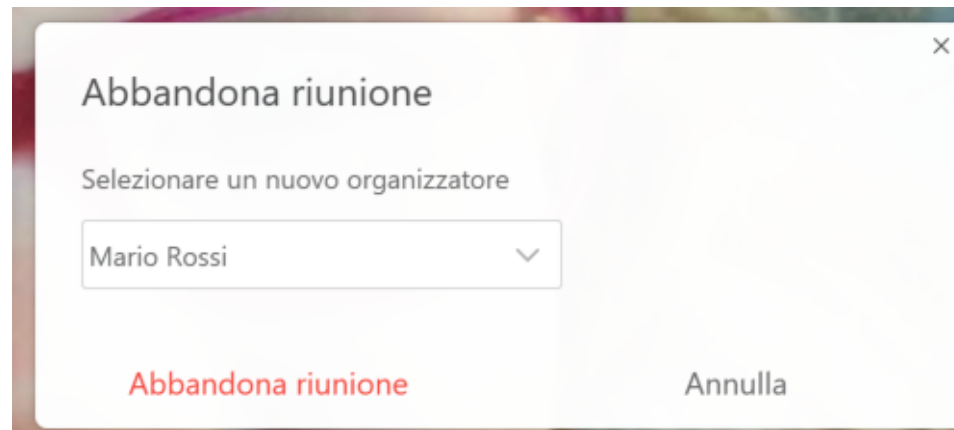 Abbandona riunione
Selezionare un nuovo organizzatore
Mario Rossi
Abbandona riunione Annulla